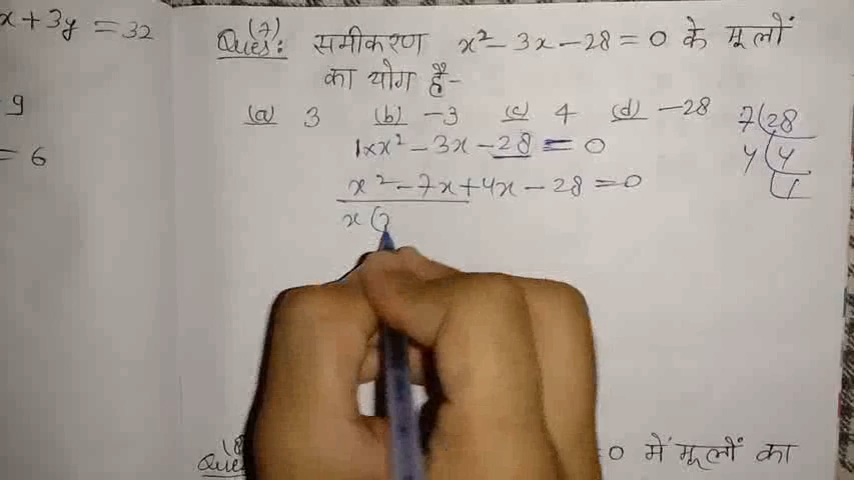 x + 3y = 32
9
= 6
Ques: (7) समीकरण x² - 3x - 28 = 0 के मूलों
का योग है-
(a) 3 (b) -3 (c) 4 (d) -28
1×x² - 3x - 28 = 0
x² - 7x + 4x - 28 = 0
x (
7 ( 28
4 ( 4
1
Ques (8 = 0 में मूलों का